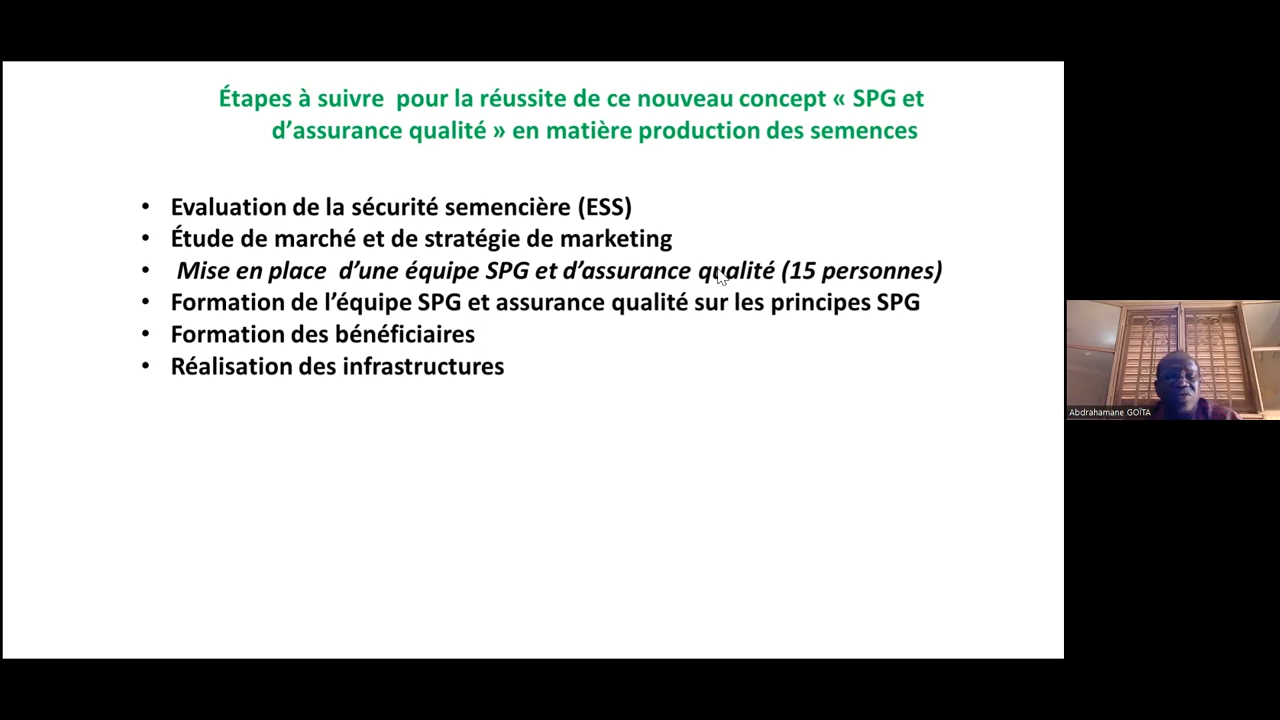 Étapes à suivre pour la réussite de ce nouveau concept « SPG et
d’assurance qualité » en matière production des semences
• Evaluation de la sécurité semencière (ESS)
• Étude de marché et de stratégie de marketing
• Mise en place d’une équipe SPG et d’assurance qualité (15 personnes)
• Formation de l’équipe SPG et assurance qualité sur les principes SPG
• Formation des bénéficiaires
• Réalisation des infrastructures
Abdrahamane GOÏTA